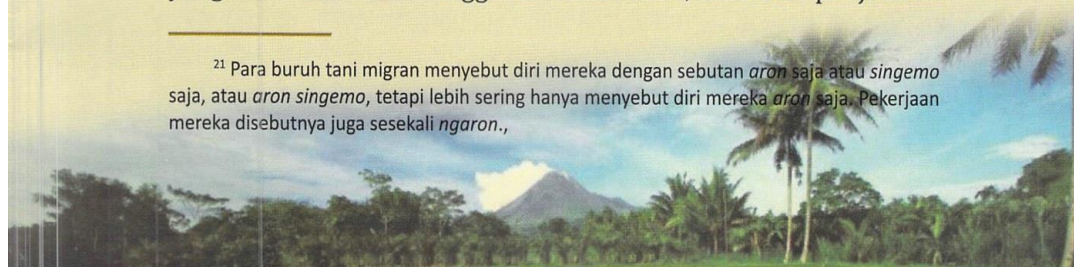 21 Para buruh tani migran menyebut diri mereka dengan sebutan aron saja atau singemo
saja, atau aron singemo, tetapi lebih sering hanya menyebut diri mereka aron saja. Pekerjaan
mereka disebutnya juga sesekali ngaron.,